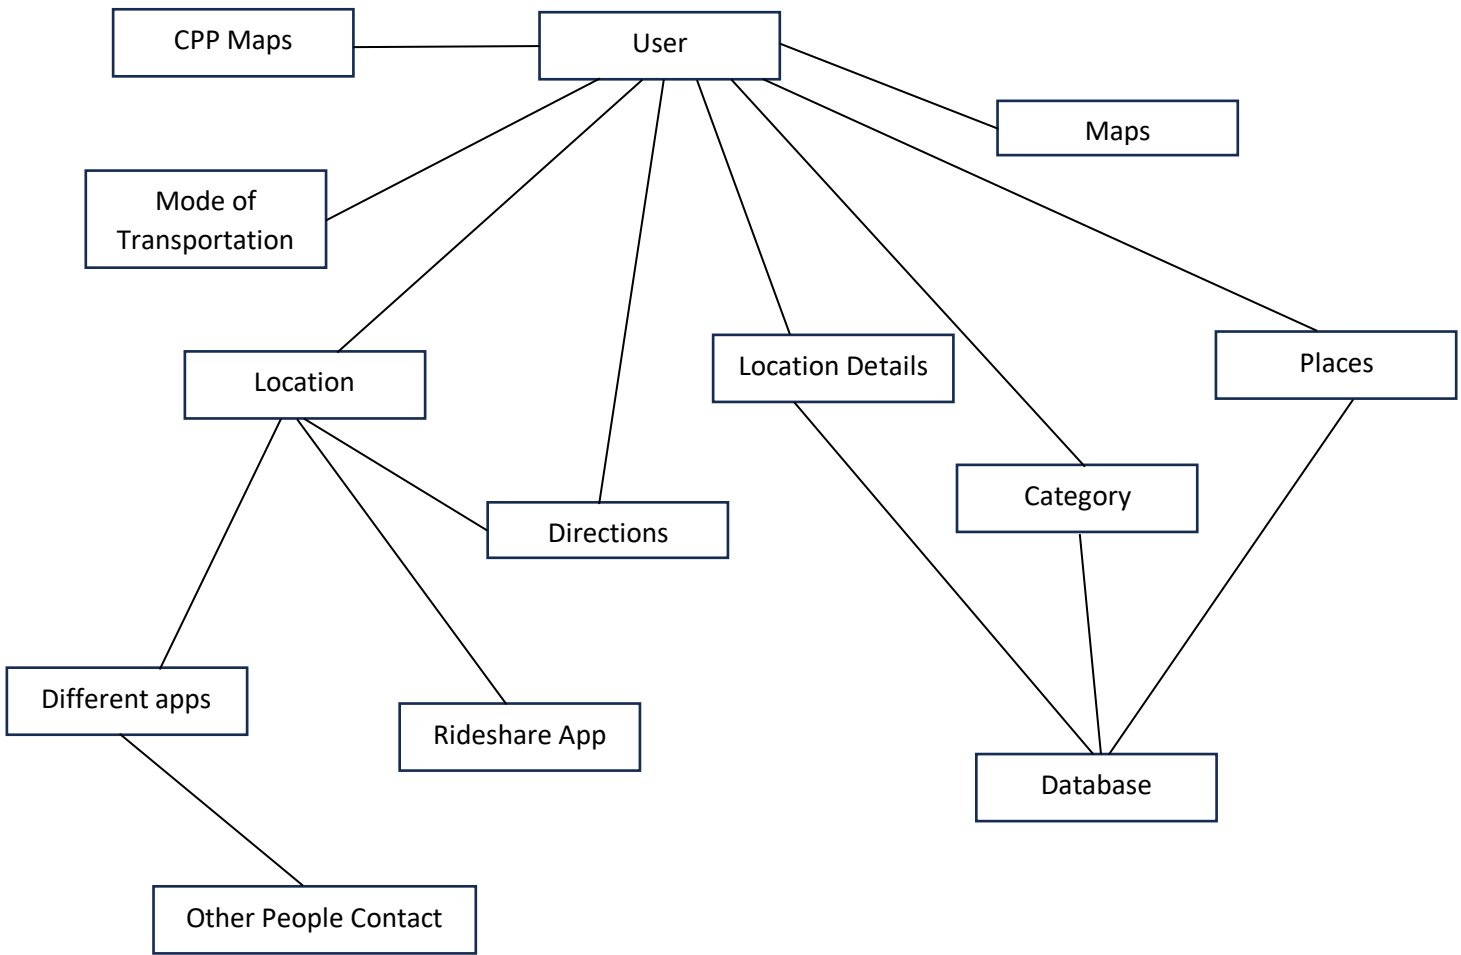 CPP Maps
User
Maps
Mode of
Transportation
Location
Location Details
Places
Category
Directions
Different apps
Rideshare App
Database
Other People Contact